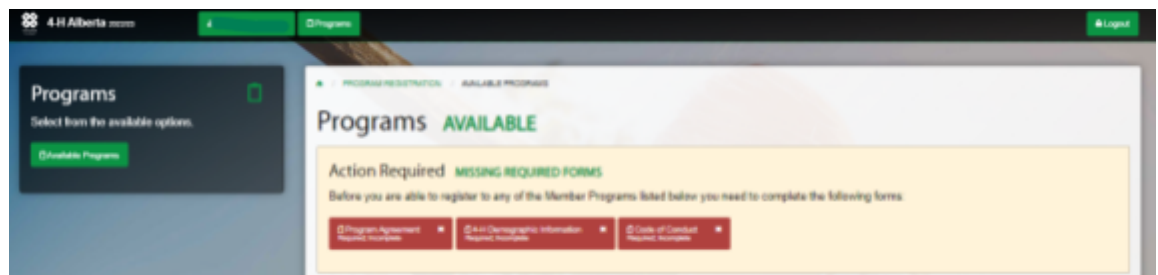 4-H Alberta
Programs
Logout
Programs
Select from the available options.
Available Programs
PROGRAM REGISTRATION / AVAILABLE PROGRAMS
Programs AVAILABLE
Action Required MISSING REQUIRED FORMS
Before you are able to register to any of the Member Programs listed below you need to complete the following forms:
Program Agreement
Required; Incomplete
4-H Demographic Information
Required; Incomplete
Code of Conduct
Required; Incomplete